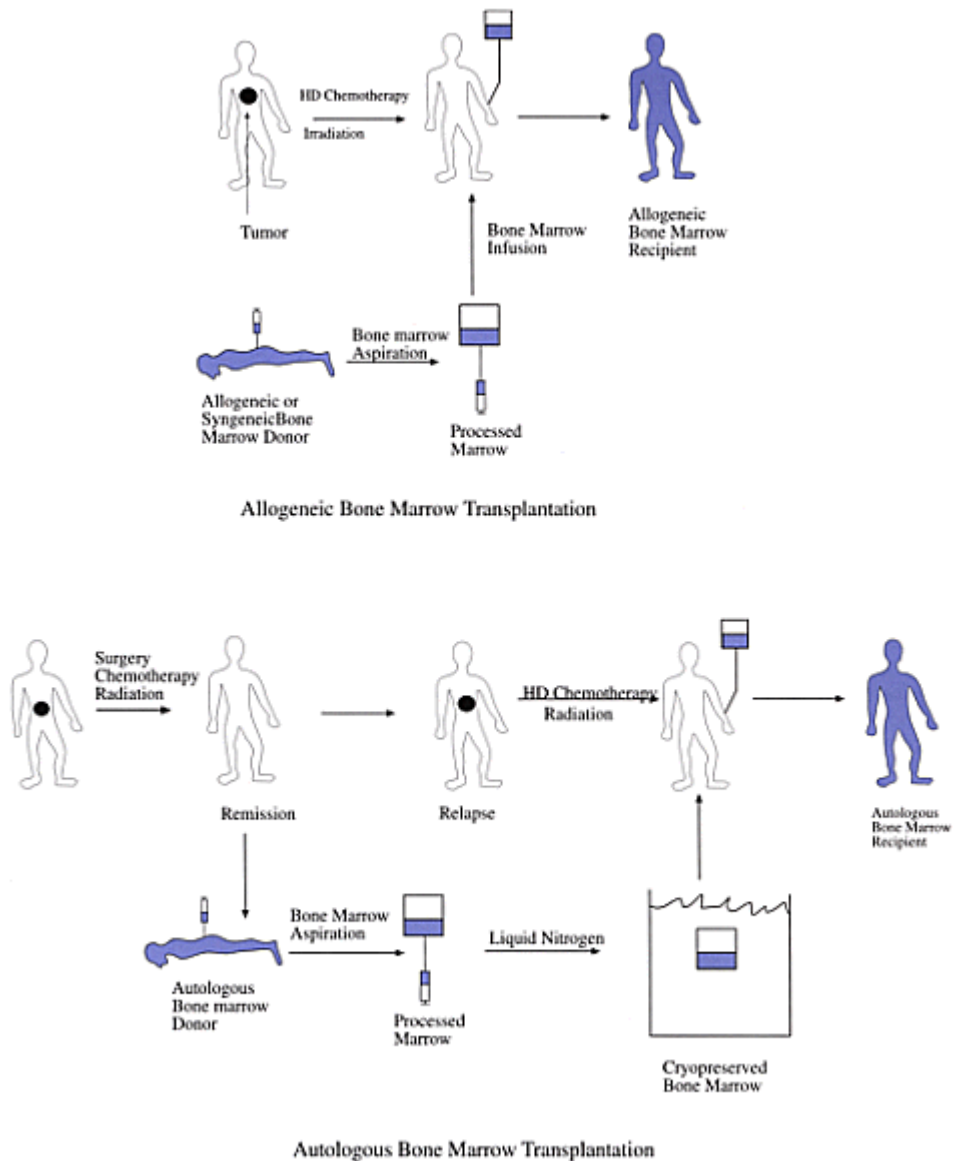 HD Chemotherapy
Irradiation
Tumor
Bone Marrow
Infusion
Allogeneic
Bone Marrow
Recipient
Bone marrow
Aspiration
Allogeneic or
SyngeneicBone
Marrow Donor
Processed
Marrow
Allogeneic Bone Marrow Transplantation
Surgery
Chemotherapy
Radiation
HD Chemotherapy
Radiation
Remission
Relapse
Autologous
Bone Marrow
Recipient
Bone Marrow
Aspiration
Liquid Nitrogen
Autologous
Bone marrow
Donor
Processed
Marrow
Cryopreserved
Bone Marrow
Autologous Bone Marrow Transplantation